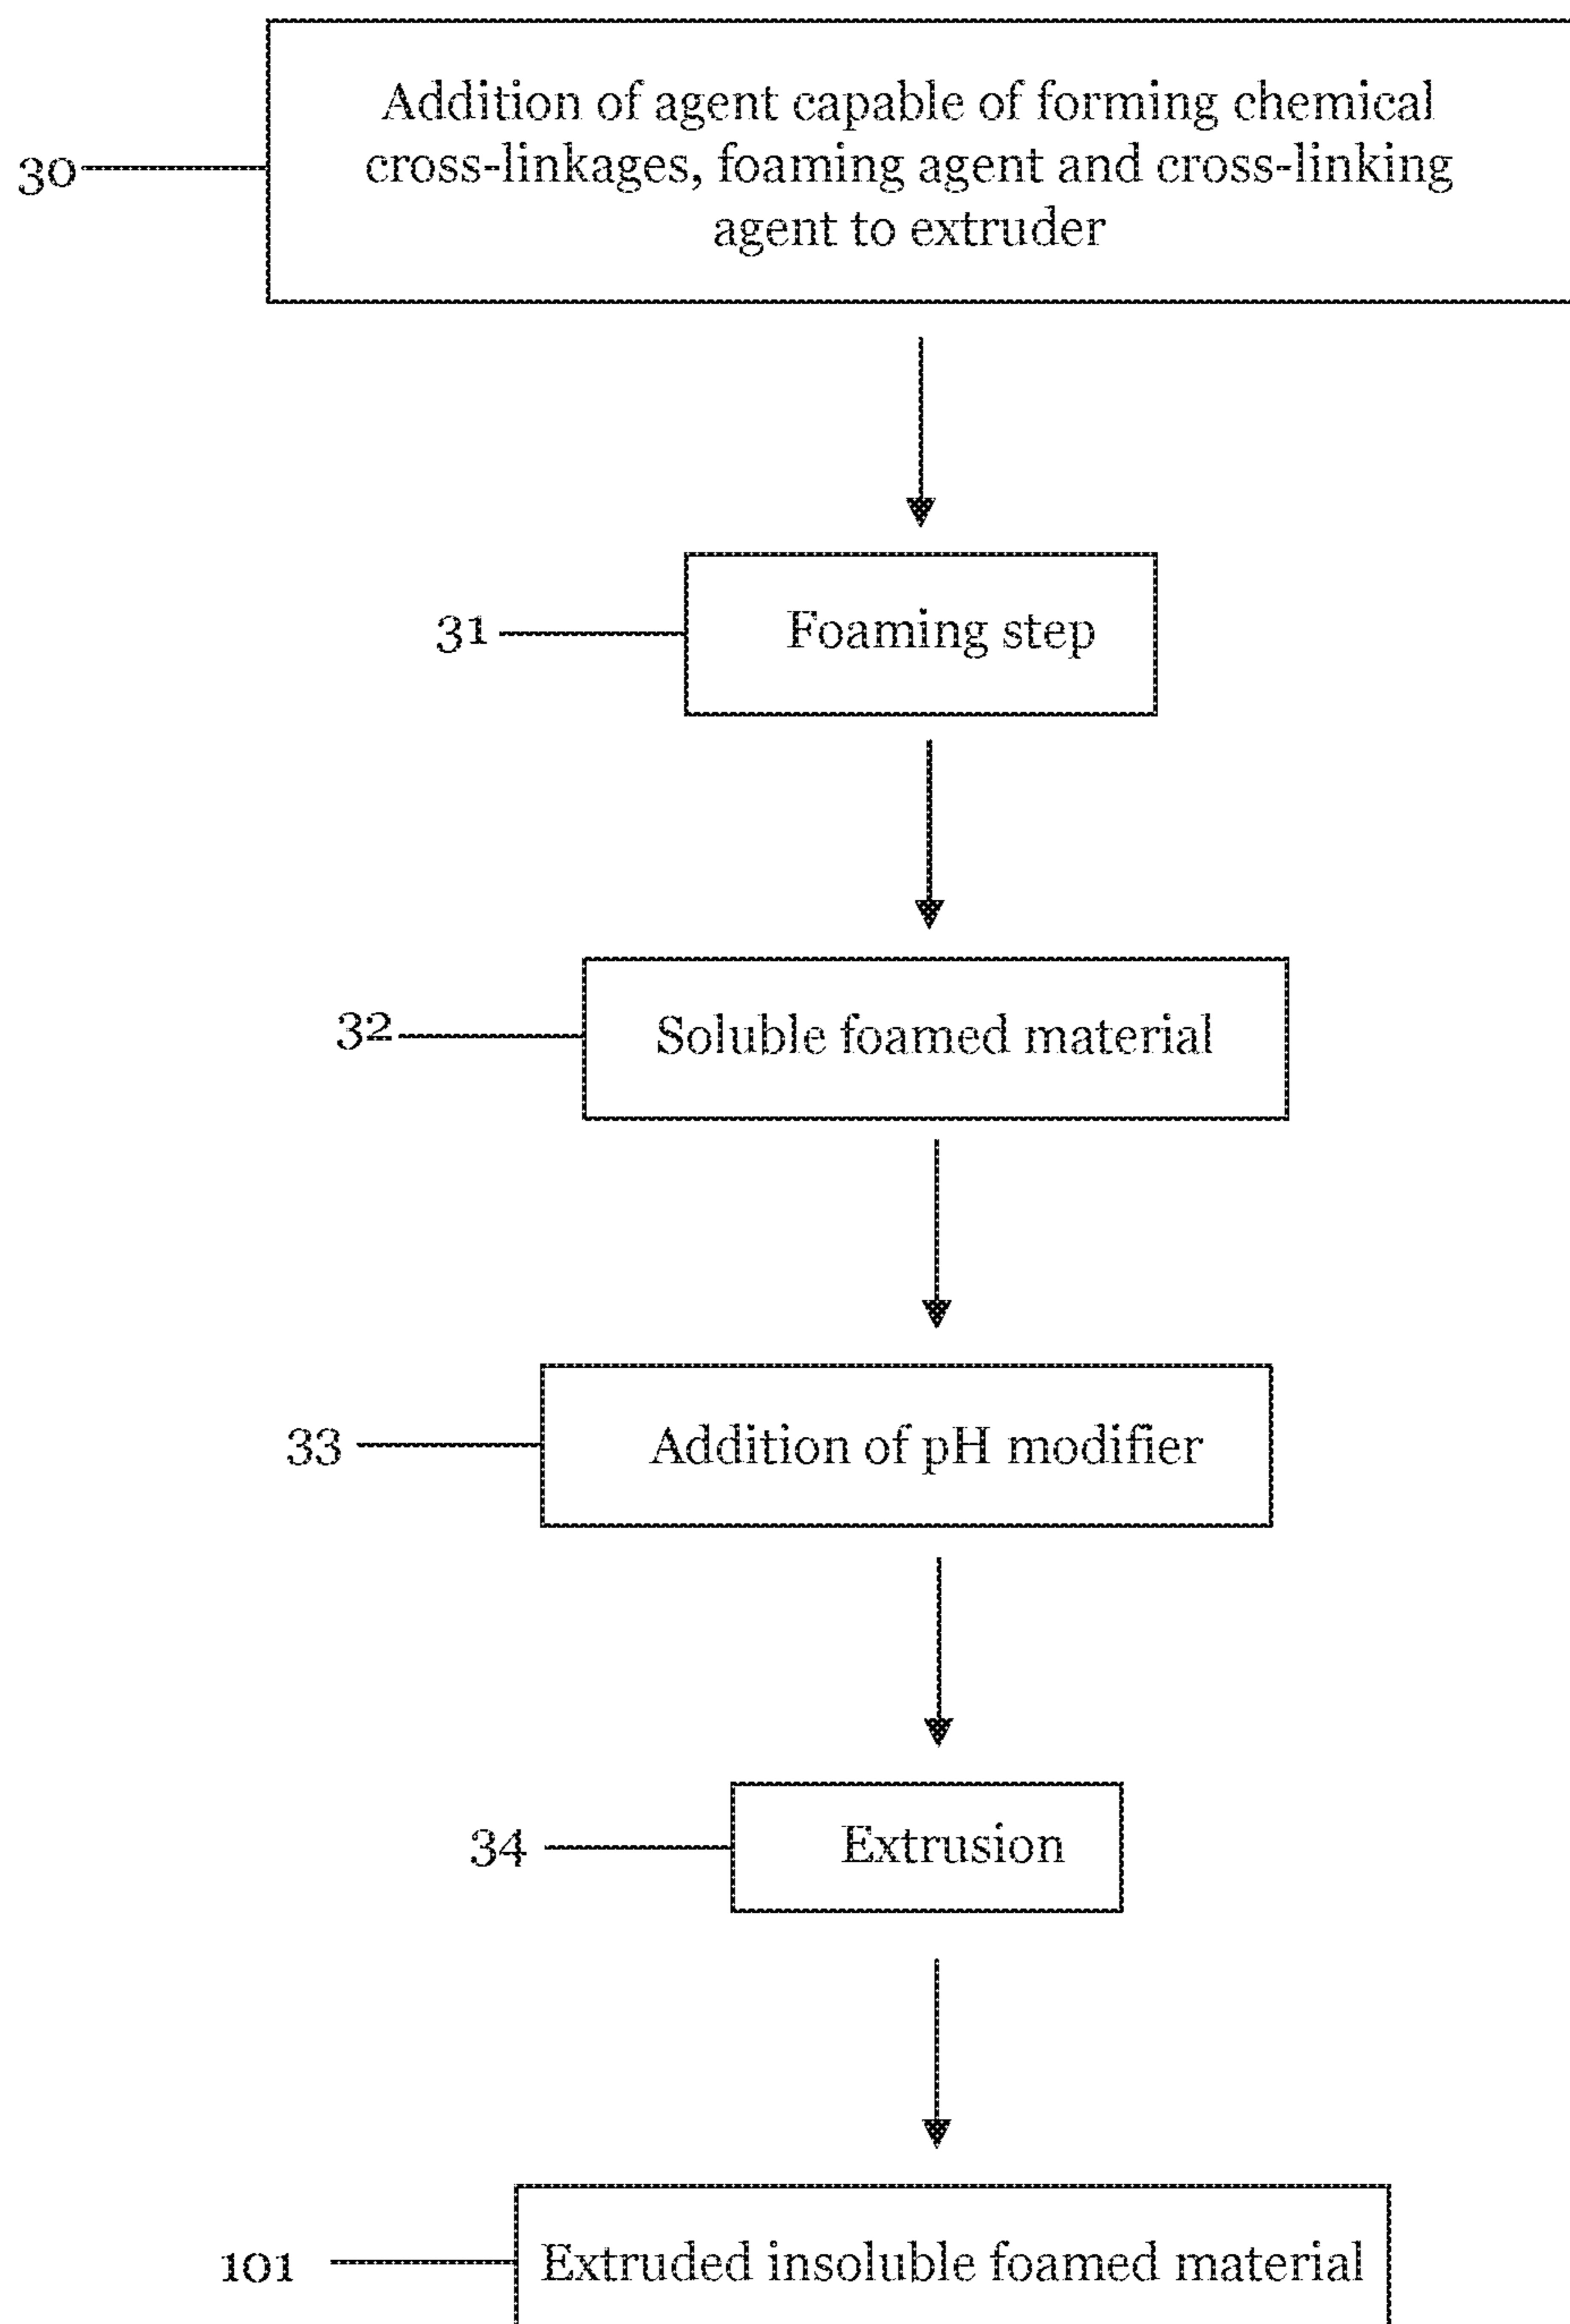 Addition of agent capable of forming chemical
30 cross-linkages, foaming agent and cross-linking
agent to extruder
31 Foaming step
32 Soluble foamed material
33 Addition of pH modifier
34 Extrusion
101 Extruded insoluble foamed material